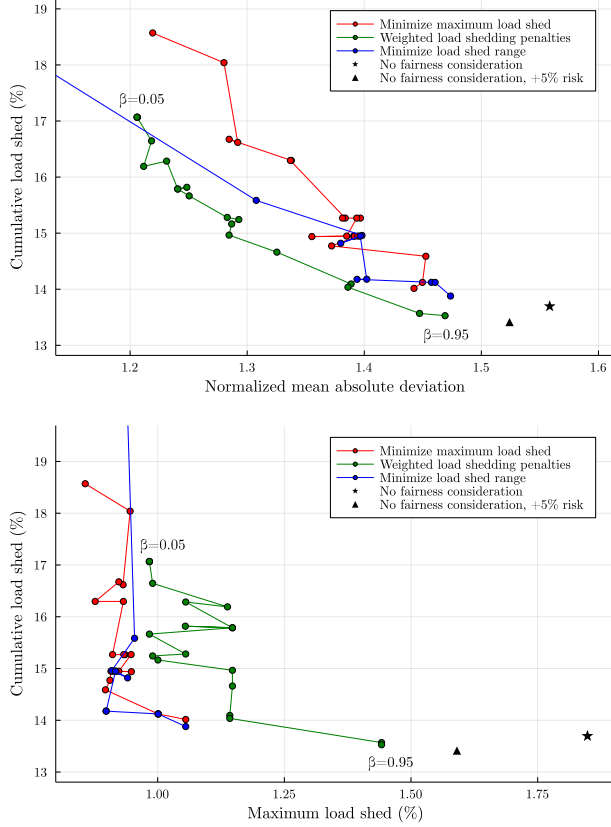 19
18
17
16
15
14
13
Cumulative load shed (%)
Minimize maximum load shed
Weighted load shedding penalties
Minimize load shed range
No fairness consideration
No fairness consideration, +5% risk
β=0.05
β=0.95
1.2
1.3
1.4
1.5
1.6
Normalized mean absolute deviation
19
18
17
16
15
14
13
Cumulative load shed (%)
Minimize maximum load shed
Weighted load shedding penalties
Minimize load shed range
No fairness consideration
No fairness consideration, +5% risk
β=0.05
β=0.95
1.00
1.25
1.50
1.75
Maximum load shed (%)